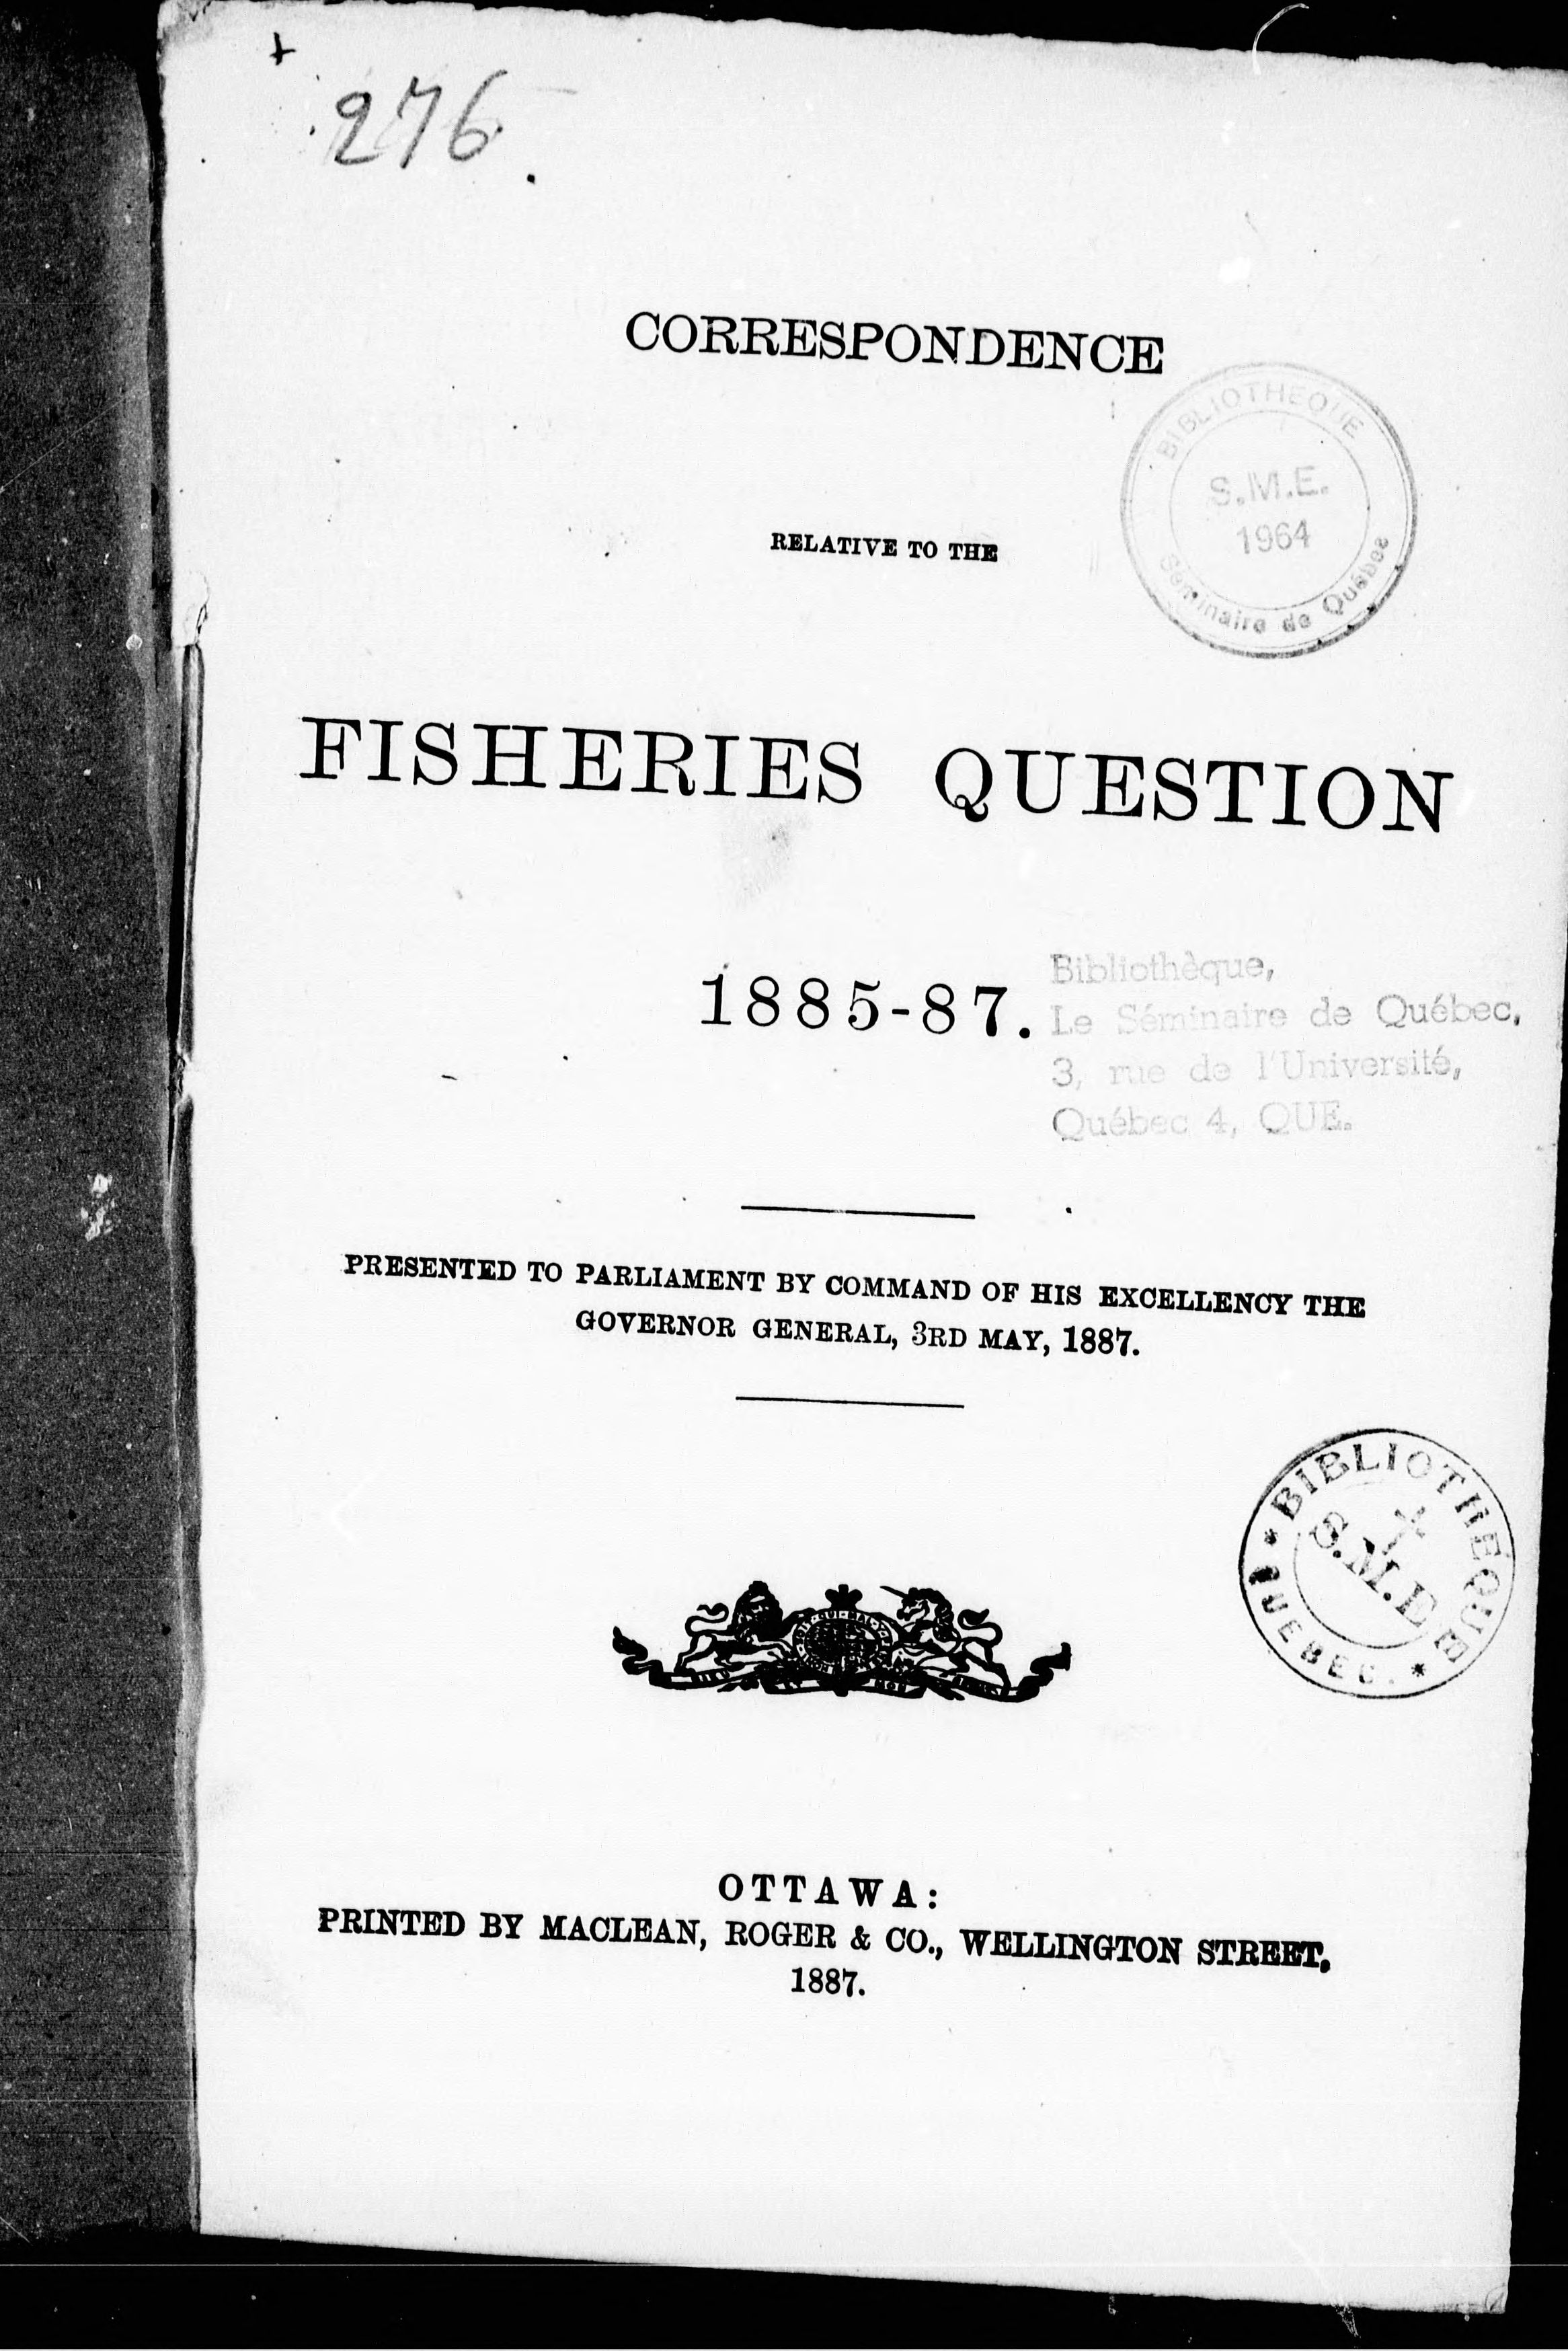 276.
CORRESPONDENCE
BIBLIOTHEQUE
S.M.E.
1964
Séminaire de Québec
RELATIVE TO THE
FISHERIES QUESTION
1885-87.
Bibliothèque,
Le Séminaire de Québec,
3, rue de l'Université,
Québec 4, QUE.
PRESENTED TO PARLIAMENT BY COMMAND OF HIS EXCELLENCY THE
GOVERNOR GENERAL, 3RD MAY, 1887.
* BIBLIOTHEQUE *
S.M.E
QUEBEC.
OTTAWA:
PRINTED BY MACLEAN, ROGER & CO., WELLINGTON STREET,
1887.